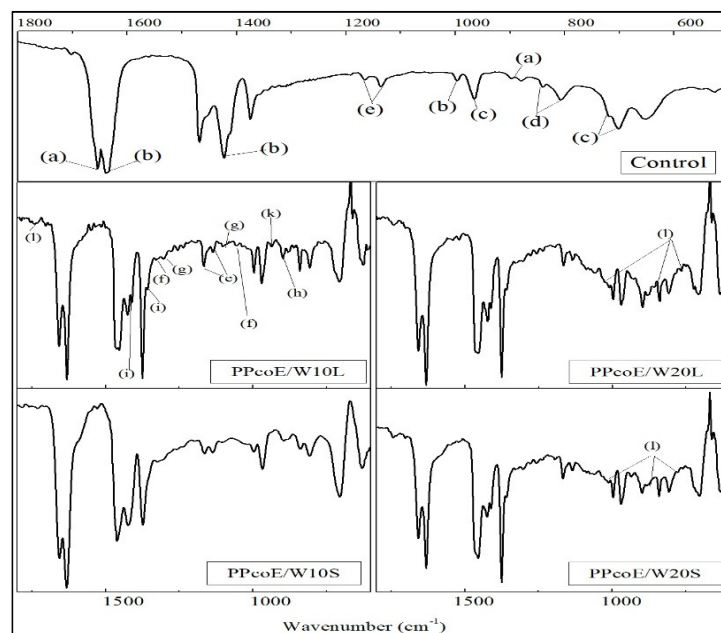 1800 1600 1400 1200 1000 800 600
(a)
(e) (b) (c) (d)
(a) (b) (b) (c)
Control
(l) (g) (k)
(f) (g) (e) (h)
(i) (f)
(i)
PPcoE/W10L
(l)
PPcoE/W20L
PPcoE/W10S
(l)
PPcoE/W20S
1500 1000 1500 1000
Wavenumber (cm⁻¹)